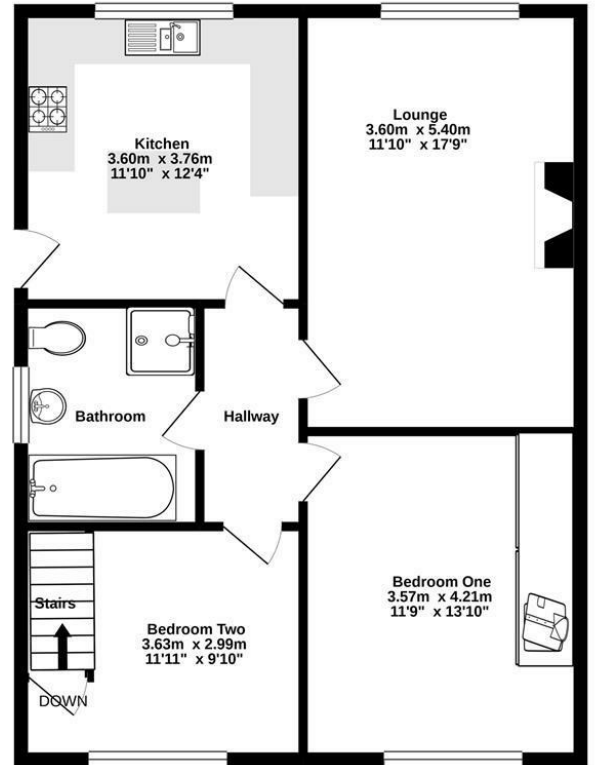 Kitchen
3.60m x 3.76m
11'10" x 12'4"
Lounge
3.60m x 5.40m
11'10" x 17'9"
Bathroom
Hallway
Stairs
DOWN
Bedroom Two
3.63m x 2.99m
11'11" x 9'10"
Bedroom One
3.57m x 4.21m
11'9" x 13'10"